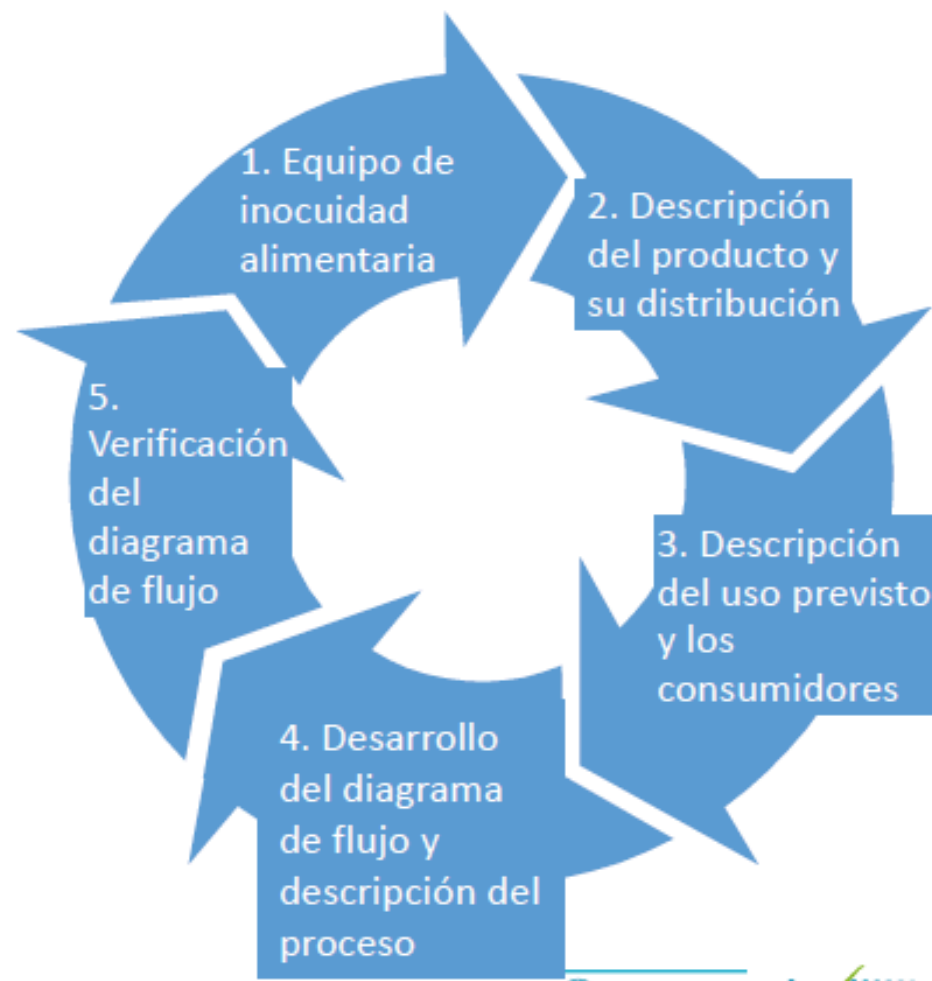 1. Equipo de
inocuidad
alimentaria
2. Descripción
del producto y
su distribución
3. Descripción
del uso previsto
y los
consumidores
4. Desarrollo
del diagrama
de flujo y
descripción del
proceso
5.
Verificación
del
diagrama
de flujo